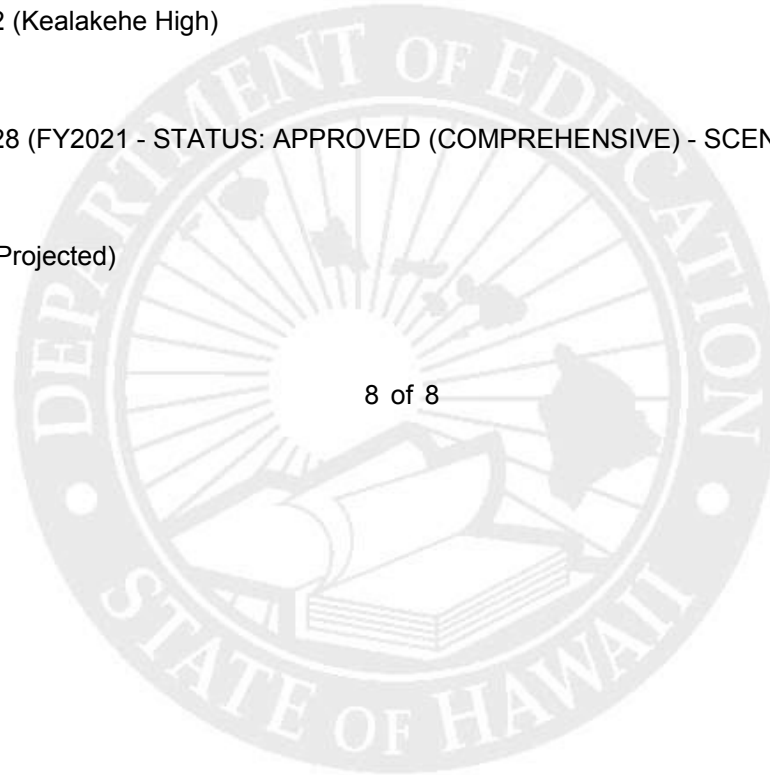 2 (Kealakehe High)
28 (FY2021 - STATUS: APPROVED (COMPREHENSIVE) - SCEN
Projected)
8 of 8
DEPARTMENT OF EDUCATION
STATE OF HAWAII